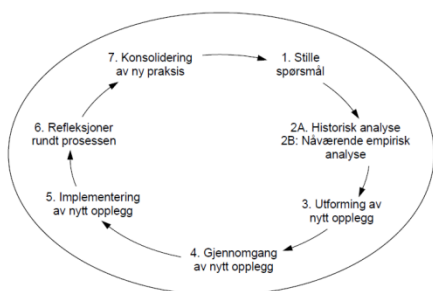 7. Konsolidering
av ny praksis
1. Stille
spørsmål
2A. Historisk analyse
2B: Nåværende empirisk
analyse
3. Utforming av
nytt opplegg
4. Gjennomgang
av nytt opplegg
5. Implementering
av nytt opplegg
6. Refleksjoner
rundt prosessen